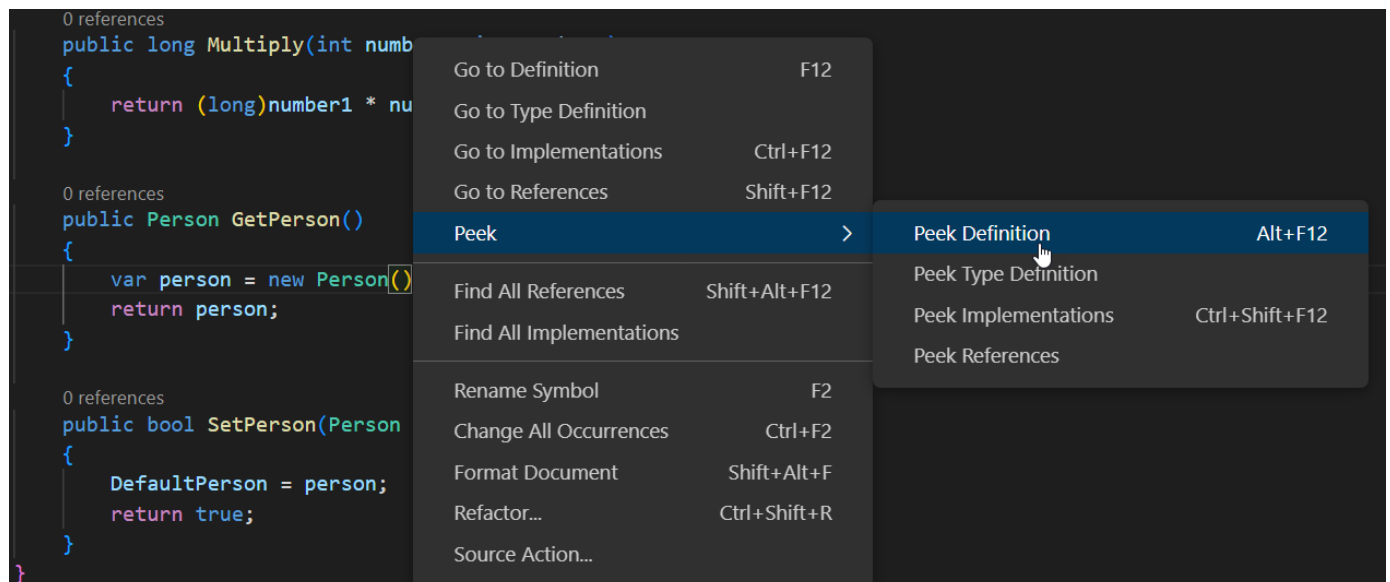 0 references
public long Multiply(int numb
{
return (long)number1 * nu
}
0 references
public Person GetPerson()
{
var person = new Person()
return person;
}
0 references
public bool SetPerson(Person
{
DefaultPerson = person;
return true;
}
}
Go to Definition F12
Go to Type Definition
Go to Implementations Ctrl+F12
Go to References Shift+F12
Peek
Find All References Shift+Alt+F12
Find All Implementations
Rename Symbol F2
Change All Occurrences Ctrl+F2
Format Document Shift+Alt+F
Refactor... Ctrl+Shift+R
Source Action...
Peek Definition Alt+F12
Peek Type Definition
Peek Implementations Ctrl+Shift+F12
Peek References